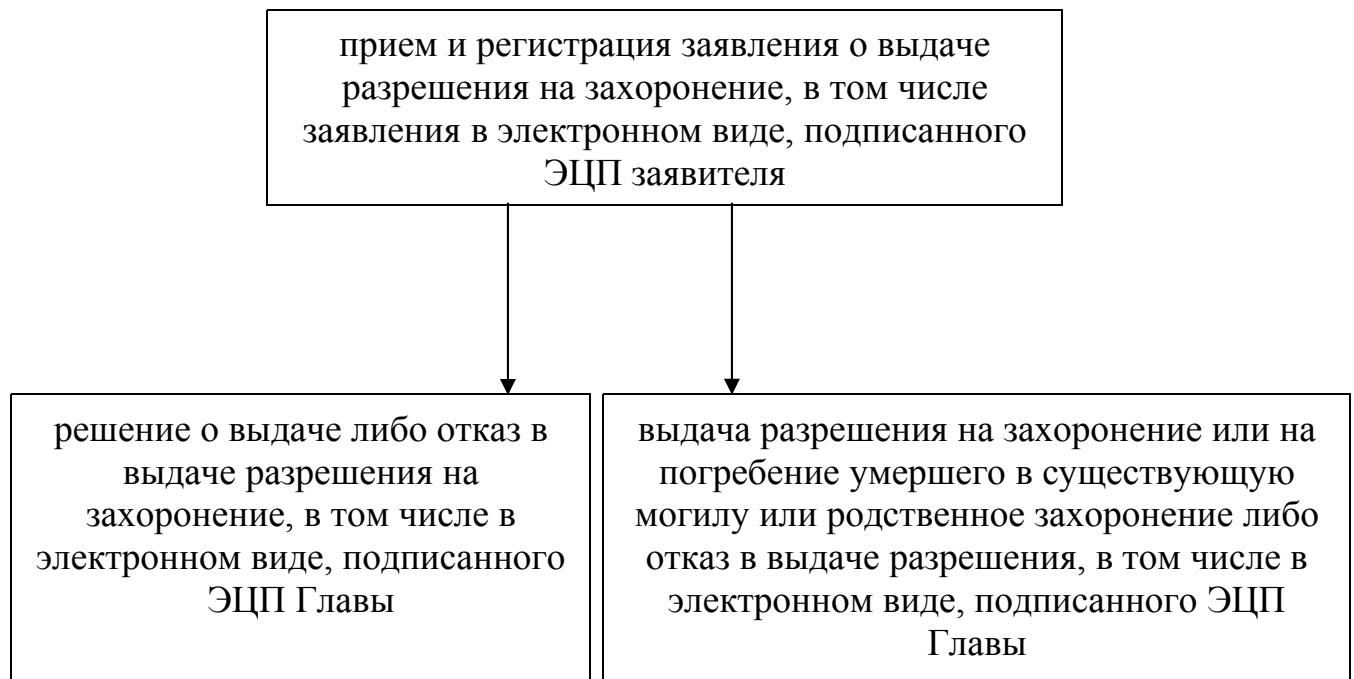 прием и регистрация заявления о выдаче
разрешения на захоронение, в том числе
заявления в электронном виде, подписанного
ЭЦП заявителя
решение о выдаче либо отказ в
выдаче разрешения на
захоронение, в том числе в
электронном виде, подписанного
ЭЦП Главы
выдача разрешения на захоронение или на
погребение умершего в существующую
могилу или родственное захоронение либо
отказ в выдаче разрешения, в том числе в
электронном виде, подписанного ЭЦП
Главы